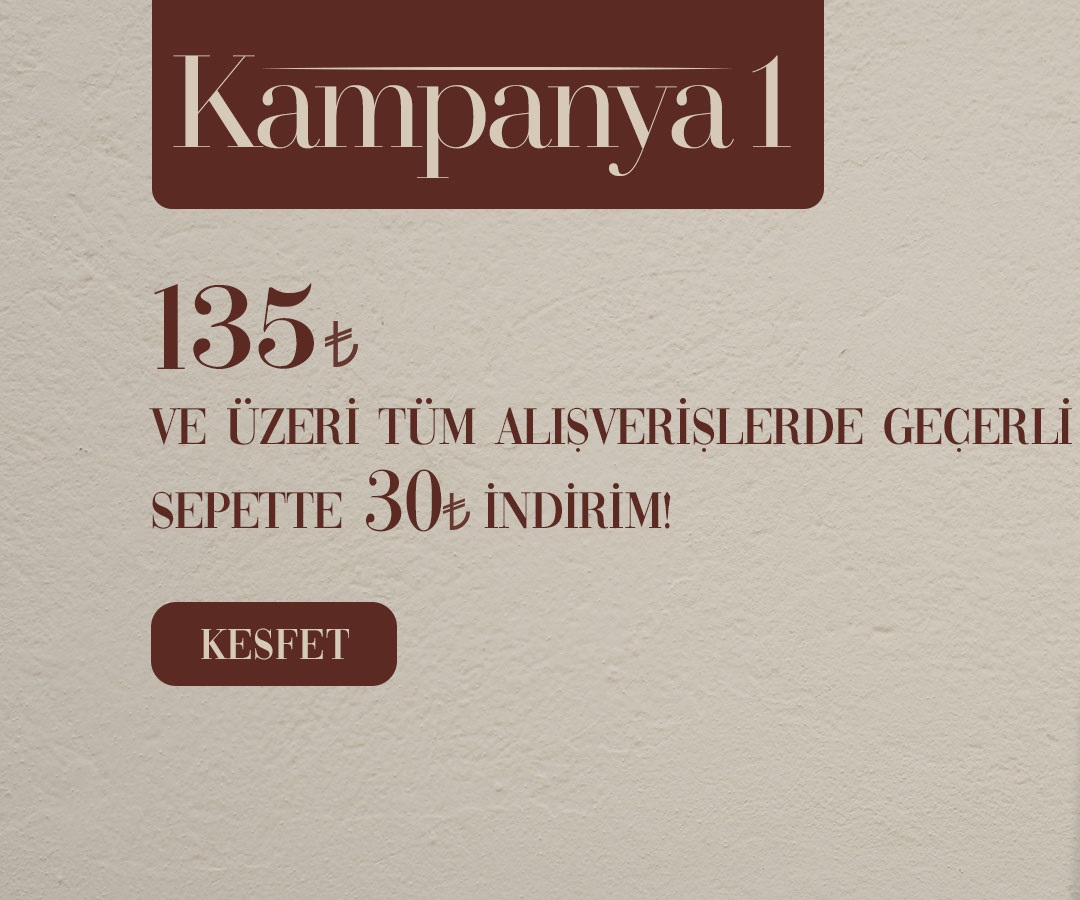 Kampanya 1
135₺
VE ÜZERİ TÜM ALIŞVERİŞLERDE GEÇERLİ
SEPETTE 30₺ İNDİRİM!
KESFET